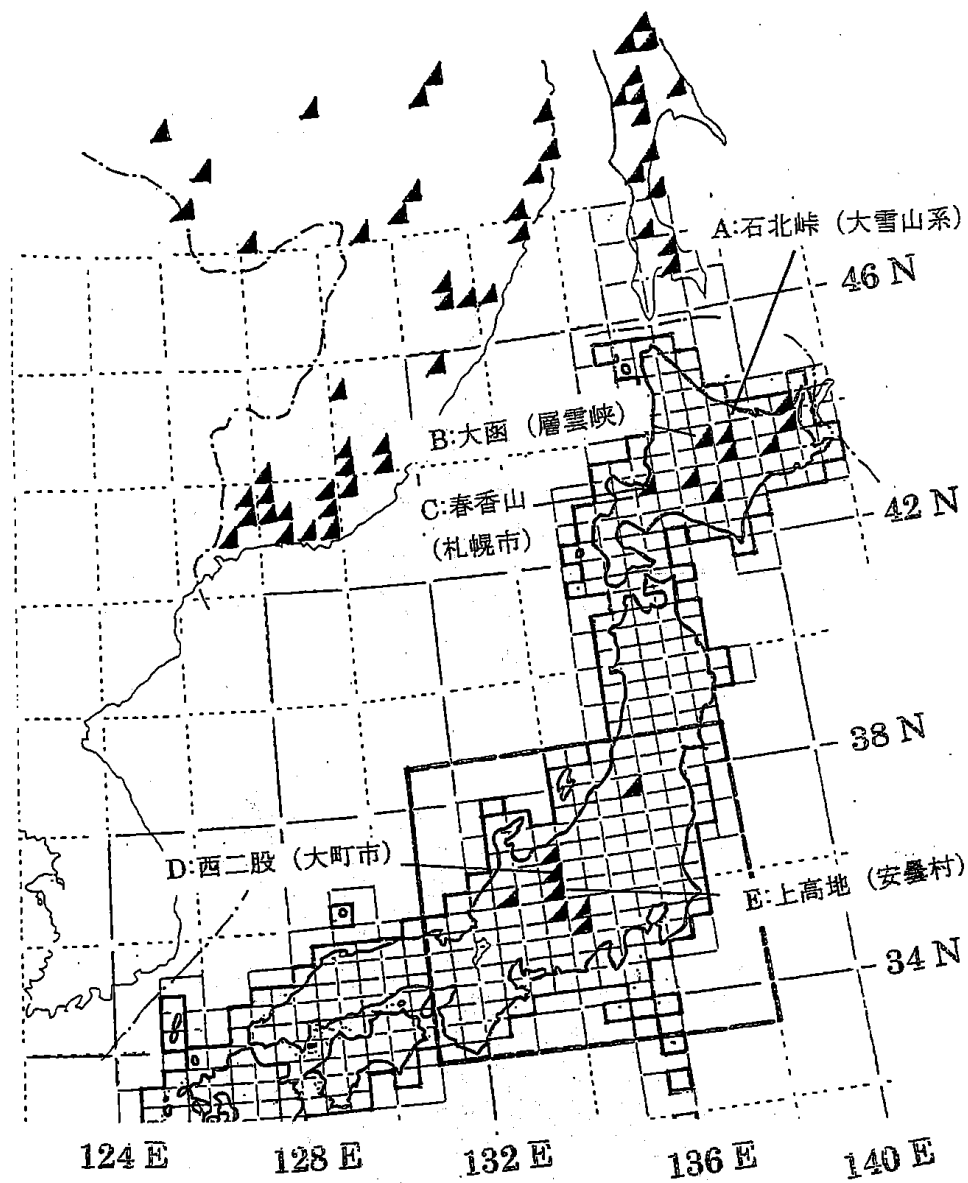 A:石北峠（大雪山系）
46 N
B:大函（層雲峡）
C:春香山
（札幌市）
42 N
38 N
D:西二股（大町市）
E:上高地（安曇村）
34 N
124 E
128 E
132 E
136 E
140 E